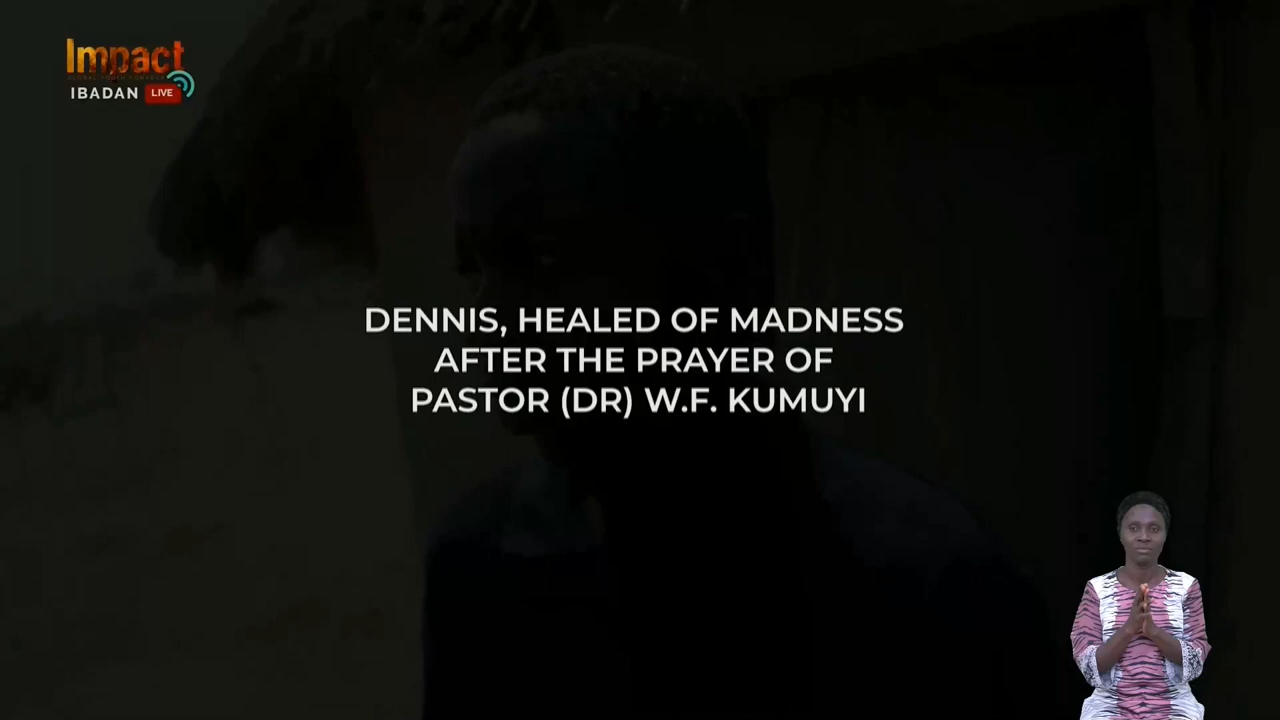 Impact
IBADAN LIVE
DENNIS, HEALED OF MADNESS
AFTER THE PRAYER OF
PASTOR (DR) W.F. KUMUYI